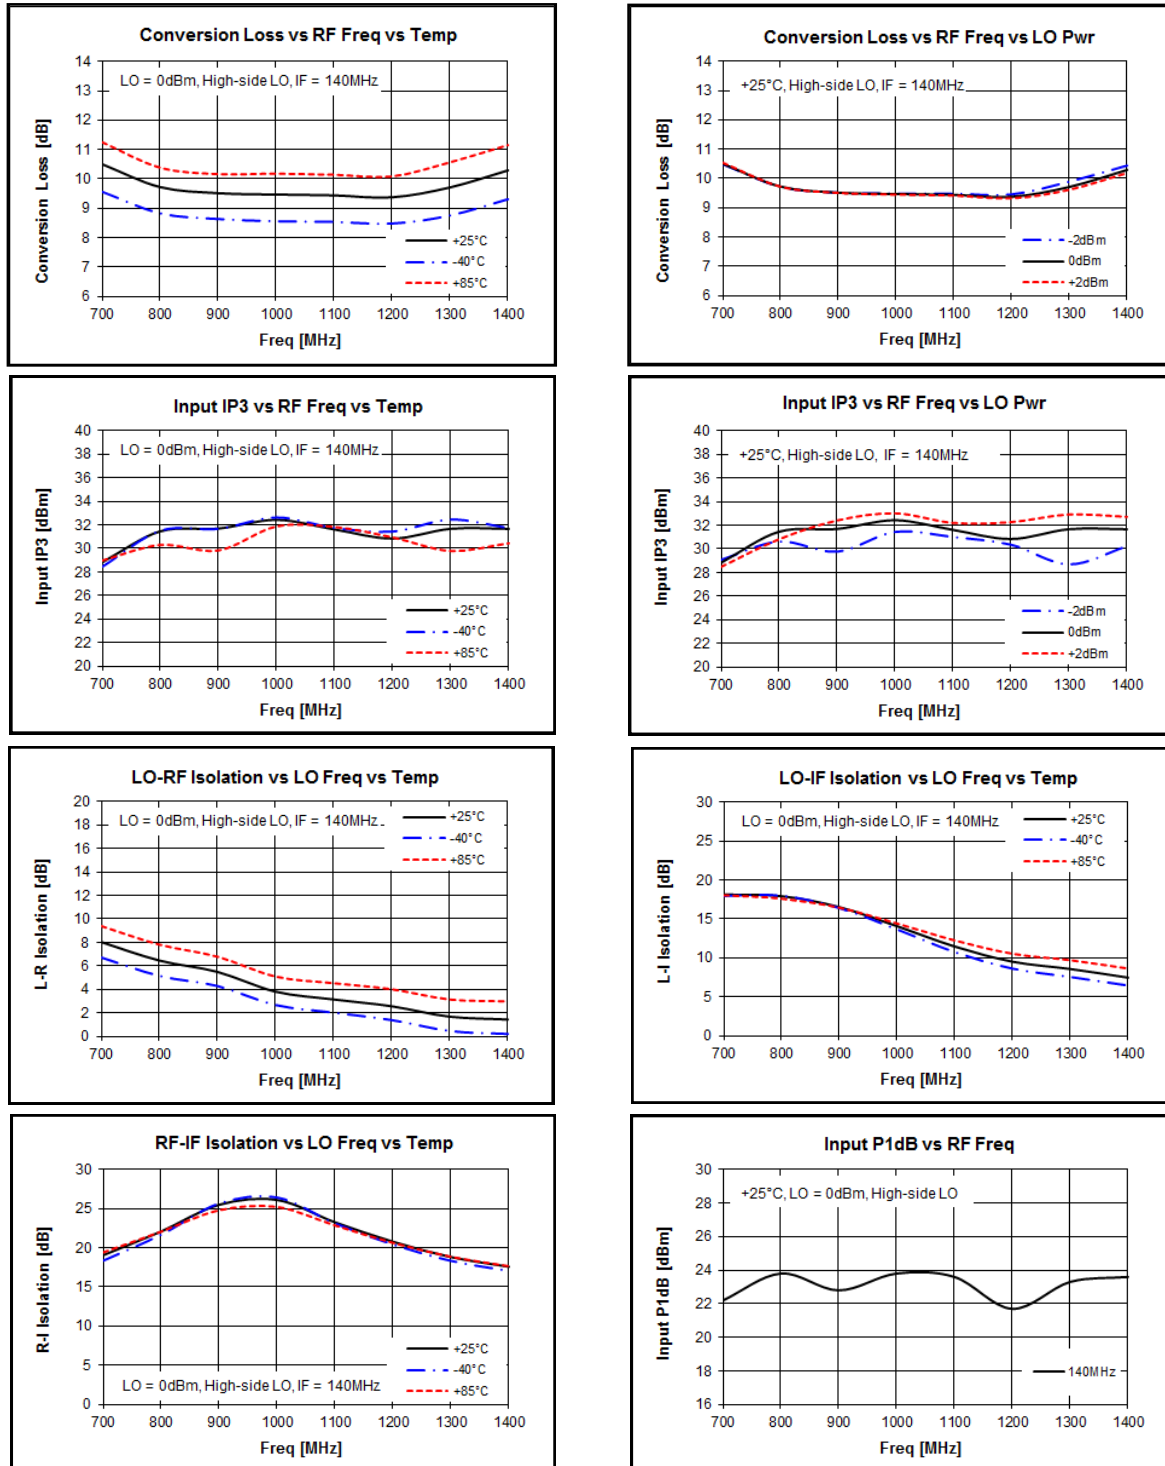 Conversion Loss vs RF Freq vs Temp
LO = 0dBm, High-side LO, IF = 140MHz
Conversion Loss [dB]
14
13
12
11
10
9
8
7
6
+25°C
-40°C
+85°C
700 800 900 1000 1100 1200 1300 1400
Freq [MHz]
Conversion Loss vs RF Freq vs LO Pwr
+25°C, High-side LO, IF = 140MHz
Conversion Loss [dB]
14
13
12
11
10
9
8
7
6
-2dBm
0dBm
+2dBm
700 800 900 1000 1100 1200 1300 1400
Freq [MHz]
Input IP3 vs RF Freq vs Temp
LO = 0dBm, High-side LO, IF = 140MHz
Input IP3 [dBm]
40
38
36
34
32
30
28
26
24
22
20
+25°C
-40°C
+85°C
700 800 900 1000 1100 1200 1300 1400
Freq [MHz]
Input IP3 vs RF Freq vs LO Pwr
+25°C, High-side LO, IF = 140MHz
Input IP3 [dBm]
40
38
36
34
32
30
28
26
24
22
20
-2dBm
0dBm
+2dBm
700 800 900 1000 1100 1200 1300 1400
Freq [MHz]
LO-RF Isolation vs LO Freq vs Temp
LO = 0dBm, High-side LO, IF = 140MHz
L-R Isolation [dB]
20
18
16
14
12
10
8
6
4
2
0
+25°C
-40°C
+85°C
700 800 900 1000 1100 1200 1300 1400
Freq [MHz]
LO-IF Isolation vs LO Freq vs Temp
LO = 0dBm, High-side LO, IF = 140MHz
L-I Isolation [dB]
30
25
20
15
10
5
0
+25°C
-40°C
+85°C
700 800 900 1000 1100 1200 1300 1400
Freq [MHz]
RF-IF Isolation vs LO Freq vs Temp
R-I Isolation [dB]
30
25
20
15
10
5
0
+25°C
-40°C
+85°C
LO = 0dBm, High-side LO, IF = 140MHz
700 800 900 1000 1100 1200 1300 1400
Freq [MHz]
Input P1dB vs RF Freq
+25°C, LO = 0dBm, High-side LO
Input P1dB [dBm]
30
28
26
24
22
20
18
16
140MHz
700 800 900 1000 1100 1200 1300 1400
Freq [MHz]